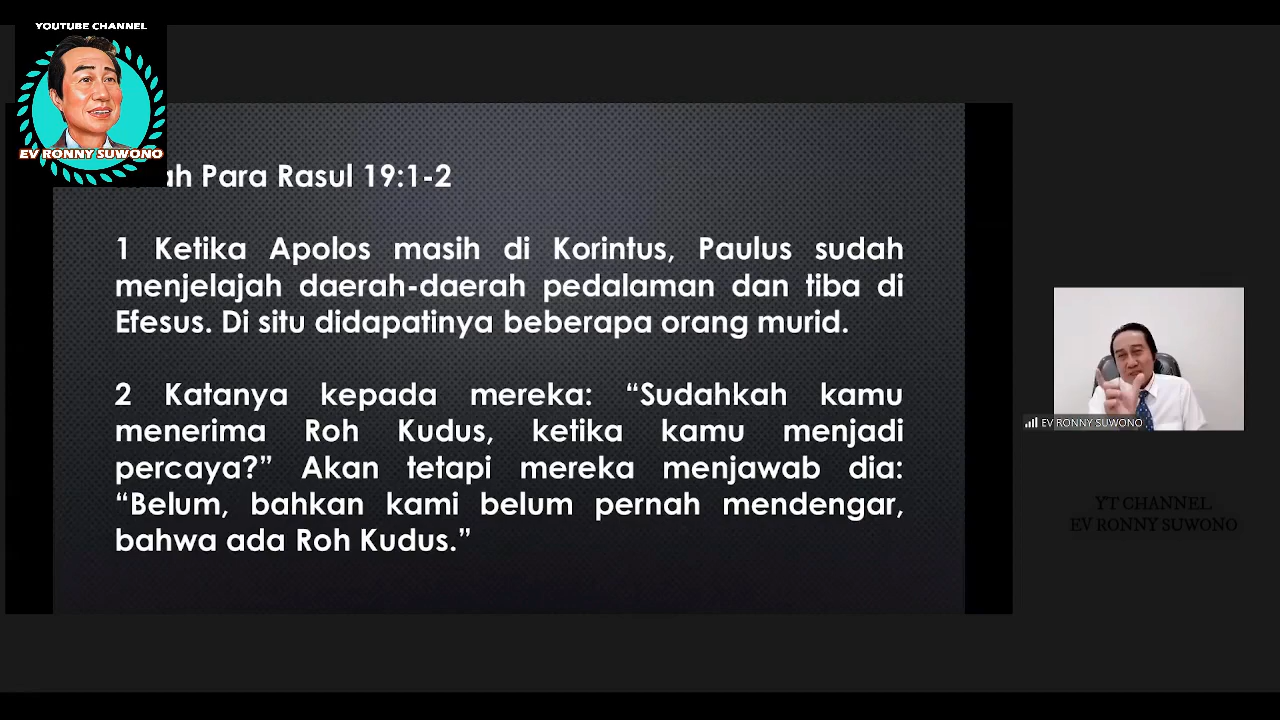 YOUTUBE CHANNEL
EV RONNY SUWONO
Para Rasul 19:1-2
1 Ketika Apolos masih di Korintus, Paulus sudah
menjelajah daerah-daerah pedalaman dan tiba di
Efesus. Di situ didapatinya beberapa orang murid.
2 Katanya kepada mereka: “Sudahkah kamu
menerima Roh Kudus, ketika kamu menjadi
percaya?” Akan tetapi mereka menjawab dia:
“Belum, bahkan kami belum pernah mendengar,
bahwa ada Roh Kudus.”
EV RONNY SUWONO
YT CHANNEL
EV RONNY SUWONO